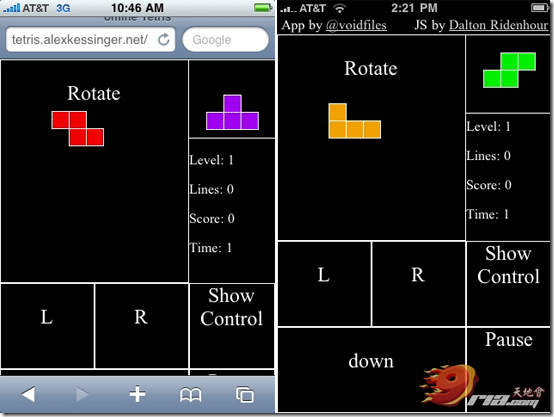 AT&T 3G 10:46 AM
Online Tetris
tetris.alexkessinger.net/
Google
Rotate
Level: 1
Lines: 0
Score: 0
Time: 1
L
R
Show
Control
AT&T 2:21 PM
App by @voidfiles JS by Dalton Ridenhour
Rotate
Level: 1
Lines: 0
Score: 0
Time: 1
L
R
Show
Control
down
Pause
9ria.com
天地會